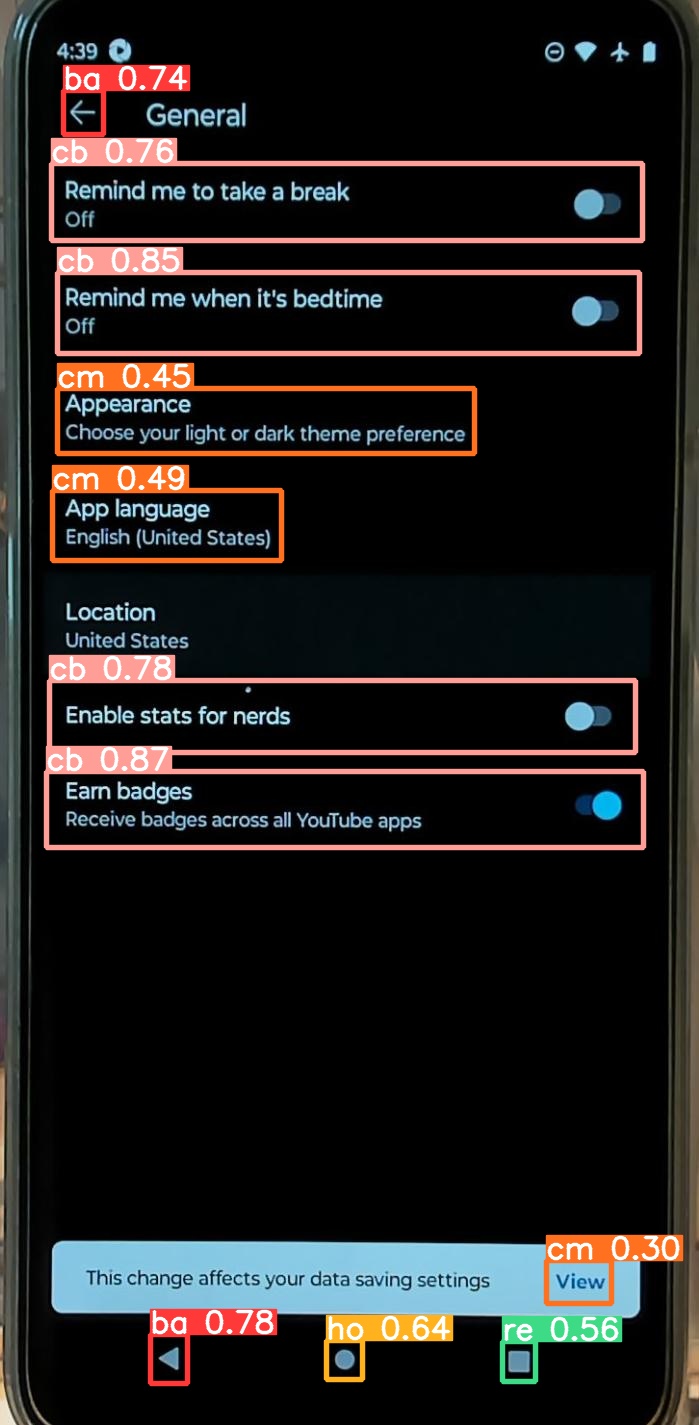 4:39
ba 0.74
General
cb 0.76
Remind me to take a break
Off
cb 0.85
Remind me when it's bedtime
Off
cm 0.45
Appearance
Choose your light or dark theme preference
cm 0.49
App language
English (United States)
Location
United States
cb 0.78
Enable stats for nerds
cb 0.87
Earn badges
Receive badges across all YouTube apps
cm 0.30
This change affects your data saving settings View
ba 0.78 ho 0.64 re 0.56